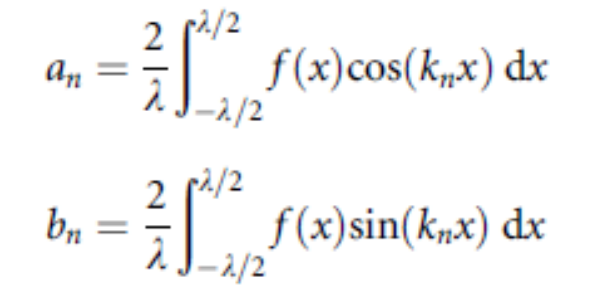 a_n = \frac{2}{\lambda} \int_{-\lambda/2}^{\lambda/2} f(x)\cos(k_n x)\, dx
b_n = \frac{2}{\lambda} \int_{-\lambda/2}^{\lambda/2} f(x)\sin(k_n x)\, dx